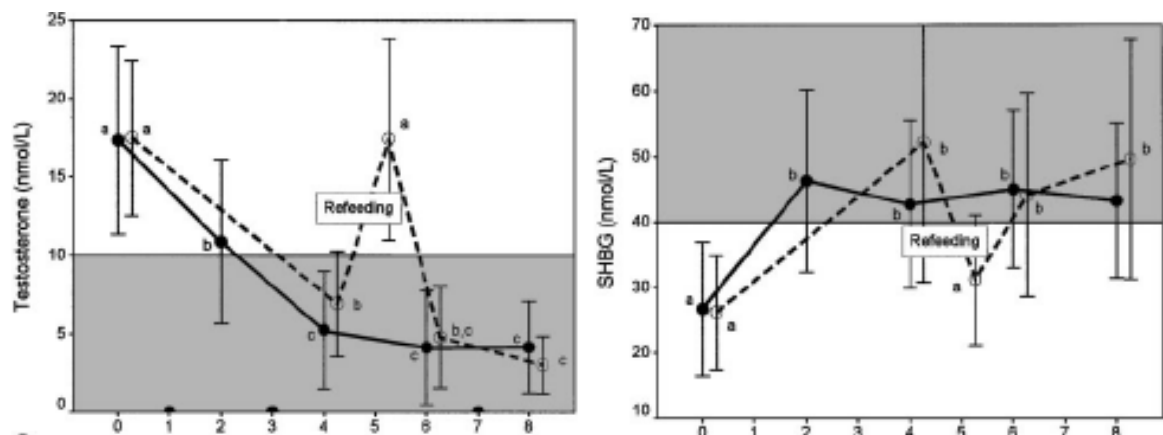 25
20
15
10
5
0
Testosterone (nmol/L)
a
a
b
c
b
a
c
b,c
c
c
Refeeding
0 1 2 3 4 5 6 7 8
70
60
50
40
30
20
10
SHBG (nmol/L)
a
a
b
b
b
a
b
b
b
Refeeding
0 1 2 3 4 5 6 7 8